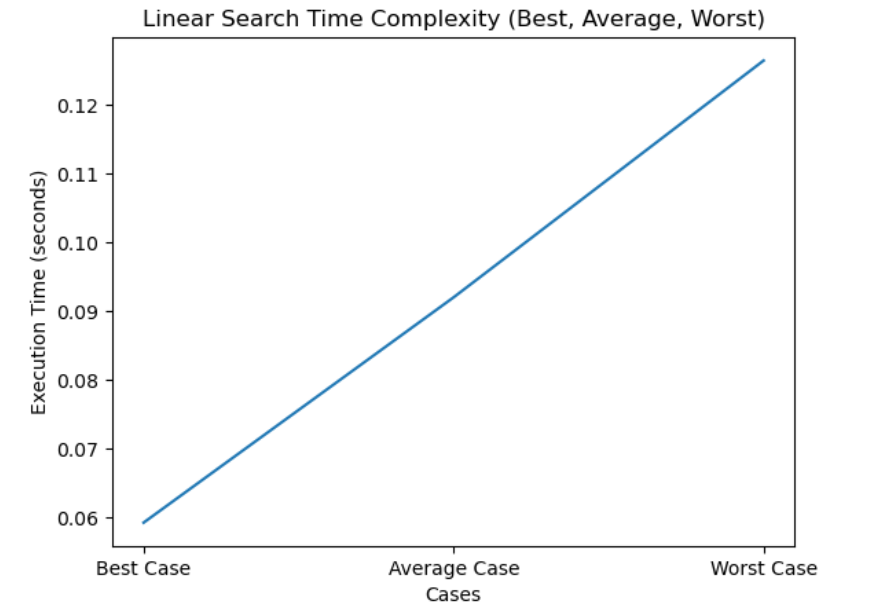 Linear Search Time Complexity (Best, Average, Worst)
Execution Time (seconds)
0.12
0.11
0.10
0.09
0.08
0.07
0.06
Best Case Average Case Worst Case
Cases